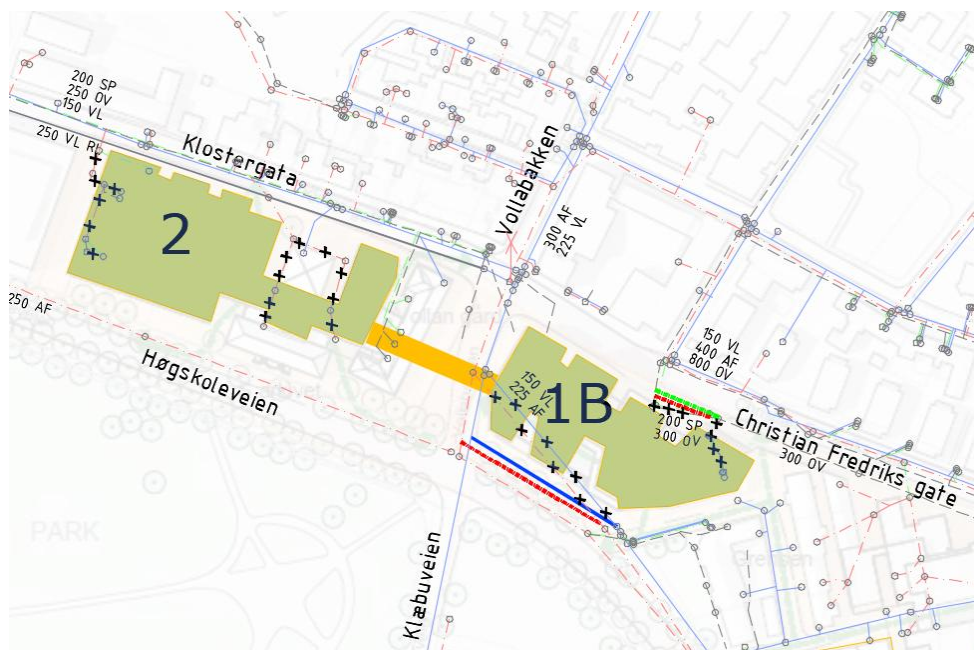 200 SP
250 OV
150 VL
250 VL
Klostergata
Vollabakken
300 AF
225 VL
2
250 AF
Høgskoleveien
150 VL
225 AF
1B
150 VL
400 AF
800 OV
200 SP
300 OV
Christian Fredriks gate
300 OV
PARK
Klæbuveien